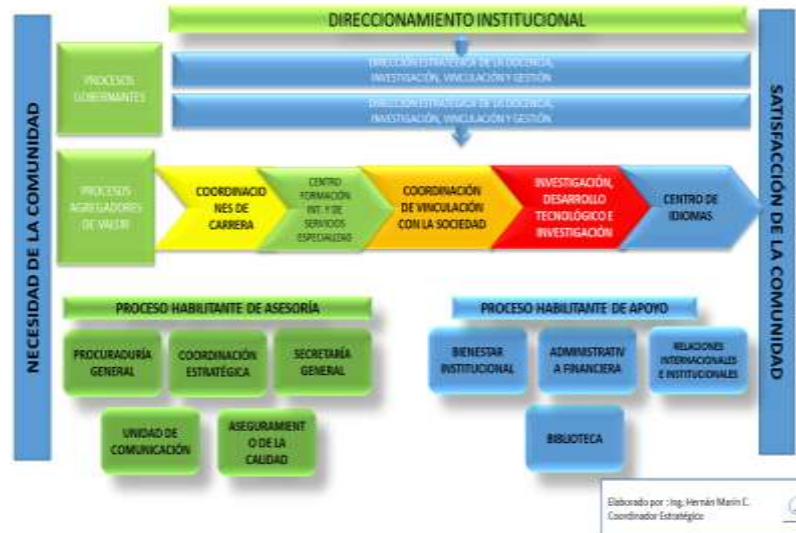 DIRECCIONAMIENTO INSTITUCIONAL
NECESIDAD DE LA COMUNIDAD
PROCESOS
GOBERNANTES
DIRECCIÓN ESTRATÉGICA DE LA DOCENCIA,
INVESTIGACIÓN, VINCULACIÓN Y GESTIÓN
DIRECCIÓN ESTRATÉGICA DE LA DOCENCIA,
INVESTIGACIÓN, VINCULACIÓN Y GESTIÓN
SATISFACCIÓN DE LA COMUNIDAD
PROCESOS
AGREGADORES
DE VALOR
COORDINACIO
NES DE
CARRERA
CENTRO
FORMACIÓN
INT. Y DE
SERVICIOS
ESPECIALIZAD
COORDINACIÓN
DE VINCULACIÓN
CON LA SOCIEDAD
INVESTIGACIÓN,
DESARROLLO
TECNOLÓGICO E
INVESTIGACIÓN
CENTRO DE
IDIOMAS
PROCESO HABILITANTE DE ASESORÍA
PROCURADURÍA
GENERAL
COORDINACIÓN
ESTRATÉGICA
SECRETARÍA
GENERAL
UNIDAD DE
COMUNICACIÓN
ASEGURAMIENT
O DE LA
CALIDAD
PROCESO HABILITANTE DE APOYO
BIENESTAR
INSTITUCIONAL
ADMINISTRATIV
A FINANCIERA
RELACIONES
INTERNACIONALES
E INSTITUCIONALES
BIBLIOTECA
Elaborado por : Ing. Hernán Marín C.
Coordinador Estratégico